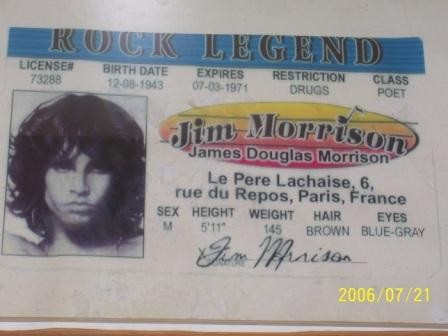 ROCK LEGEND
LICENSE# BIRTH DATE EXPIRES RESTRICTION CLASS
73288 12-08-1943 07-03-1971 DRUGS POET
Jim Morrison
James Douglas Morrison
Le Pere Lachaise, 6,
rue du Repos, Paris, France
SEX HEIGHT WEIGHT HAIR EYES
M 5'11" 145 BROWN BLUE-GRAY
X Jim Morrison
2006/07/21